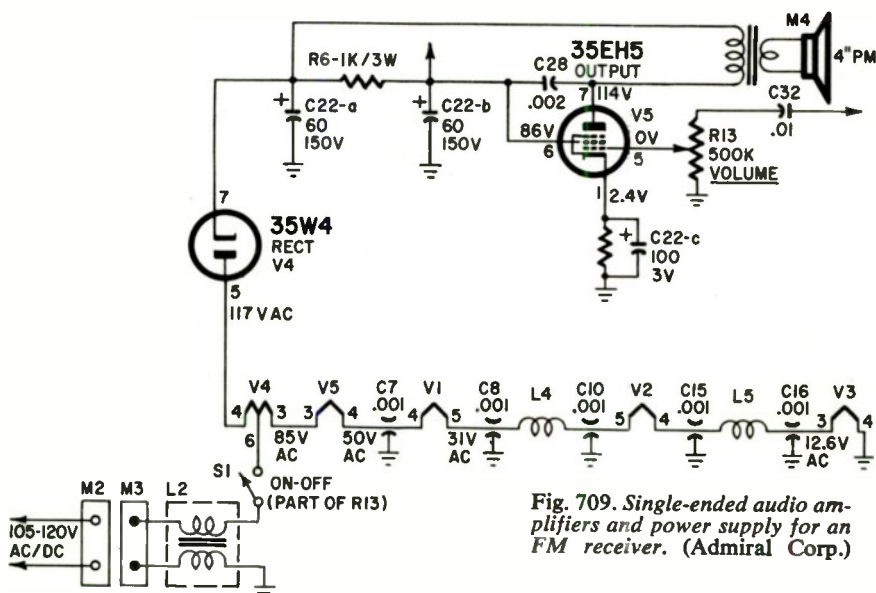 M4
4" PM
R6-1K/3W
C28
.002
35EH5
OUTPUT
7
114V
V5
C32
.01
C22-a
60
150V
C22-b
60
150V
86V
6
0V
5
R13
500K
VOLUME
1
2.4V
C22-c
100
3V
7
35W4
RECT
V4
5
117VAC
4
V4
3
6
85V
AC
3
V5
4
50V
AC
C7
.001
4
V1
5
31V
AC
C8
.001
L4
C10
.001
5
V2
4
C15
.001
L5
C16
.001
3
V3
4
12.6V
AC
S1
ON-OFF
(PART OF R13)
M2
M3
L2
105-120V
AC/DC
Fig. 709. Single-ended audio am-
plifiers and power supply for an
FM receiver. (Admiral Corp.)